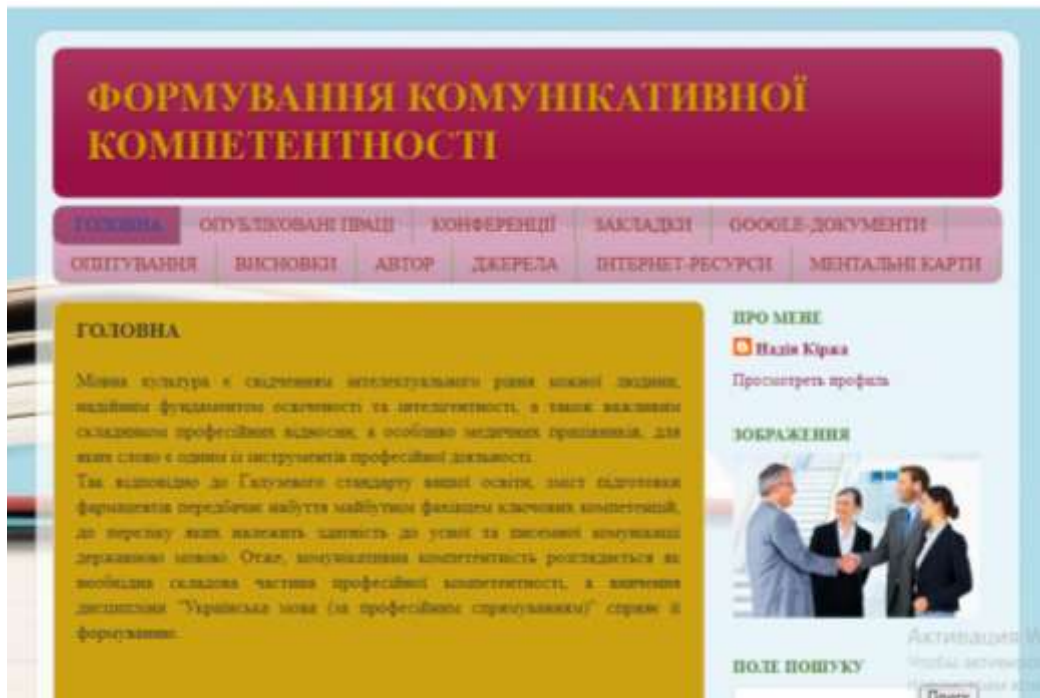 ФОРМУВАННЯ КОМУНІКАТИВНОЇ
КОМПЕТЕНТНОСТІ
ГОЛОВНА ОПУБЛІКОВАНІ ПРАЦІ КОНФЕРЕНЦІЇ ЗАКЛАДКИ GOOGLE-ДОКУМЕНТИ
ОПИТУВАННЯ ВИСНОВКИ АВТОР ДЖЕРЕЛА ІНТЕРНЕТ-РЕСУРСИ МЕНТАЛЬНІ КАРТИ
ГОЛОВНА
Мовна культура є свідченням інтелектуального рівня кожної людини,
надійним фундаментом освіченості та інтелігентності, а також важливим
складником професійних відносин, а особливо медичних працівників, для
яких слово є одним із інструментів професійної діяльності.
Так відповідно до Галузевого стандарту вищої освіти, зміст підготовки
фармацевтів передбачає набуття майбутнім фахівцем ключових компетенцій,
до переліку яких належить здатність до усної та писемної комунікації
державною мовою. Отже, комунікативна компетентність розглядається як
необхідна складова частина професійної компетентності, а вивчення
дисципліни "Українська мова (за професійним спрямуванням)" сприяє її
формуванню.
ПРО МЕНЕ
Надія Кіржа
Просмотреть профиль
ЗОБРАЖЕННЯ
ПОЛЕ ПОШУКУ
Поиск
Активация W
Чтобы активировать